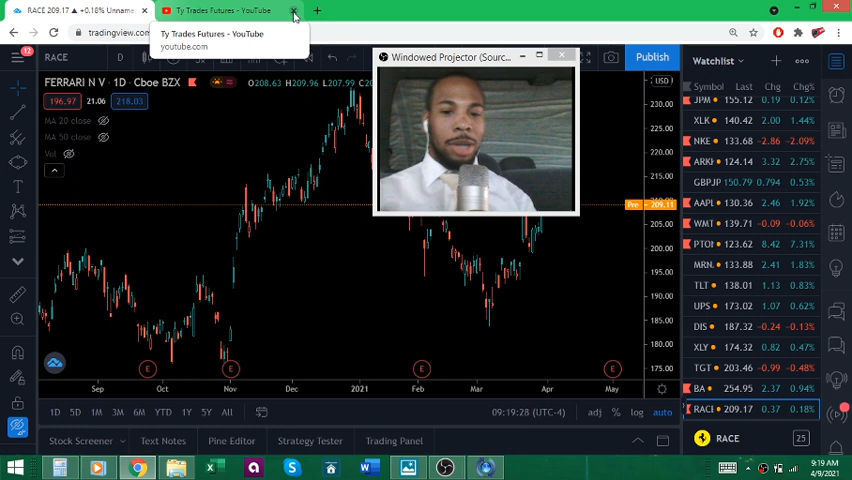 RACE 209.17 ▲ +0.18% Unname
Ty Trades Futures - YouTube
Ty Trades Futures - YouTube
youtube.com
tradingview.com
11
RACE
D
Windowed Projector (Sourc...
Publish
Watchlist
FERRARI N V · 1D · Cboe BZX
O208.63 H209.96 L207.99
USD
Symbol Last Chg Chg%
196.97 21.06 218.03
MA 20 close
MA 50 close
Vol
230.00
225.00
220.00
215.00
Pre 209.11
205.00
200.00
195.00
190.00
185.00
180.00
175.00
JPM 155.12 0.19 0.12%
XLK 140.42 2.00 1.44%
NKE 133.68 -2.86 -2.09%
ARKK 124.14 3.32 2.75%
GBPJP 150.79 0.794 0.53%
AAPL 130.36 2.46 1.92%
WMT 139.71 -0.09 -0.06%
PTON 123.62 8.42 7.31%
MRN. 133.88 2.41 1.83%
TLT 138.01 1.13 0.83%
UPS 173.02 1.07 0.62%
DIS 187.32 -0.24 -0.13%
XLY 174.32 0.82 0.47%
TGT 203.46 -0.99 -0.48%
BA 254.95 2.37 0.94%
RACE 209.17 0.37 0.18%
E E E E
Sep Oct Nov Dec 2021 Feb Mar Apr May
1D 5D 1M 3M 6M YTD 1Y 5Y All
09:19:28 (UTC-4)
adj % log auto
Stock Screener Text Notes Pine Editor Strategy Tester Trading Panel
RACE 25
9:19 AM
4/9/2021